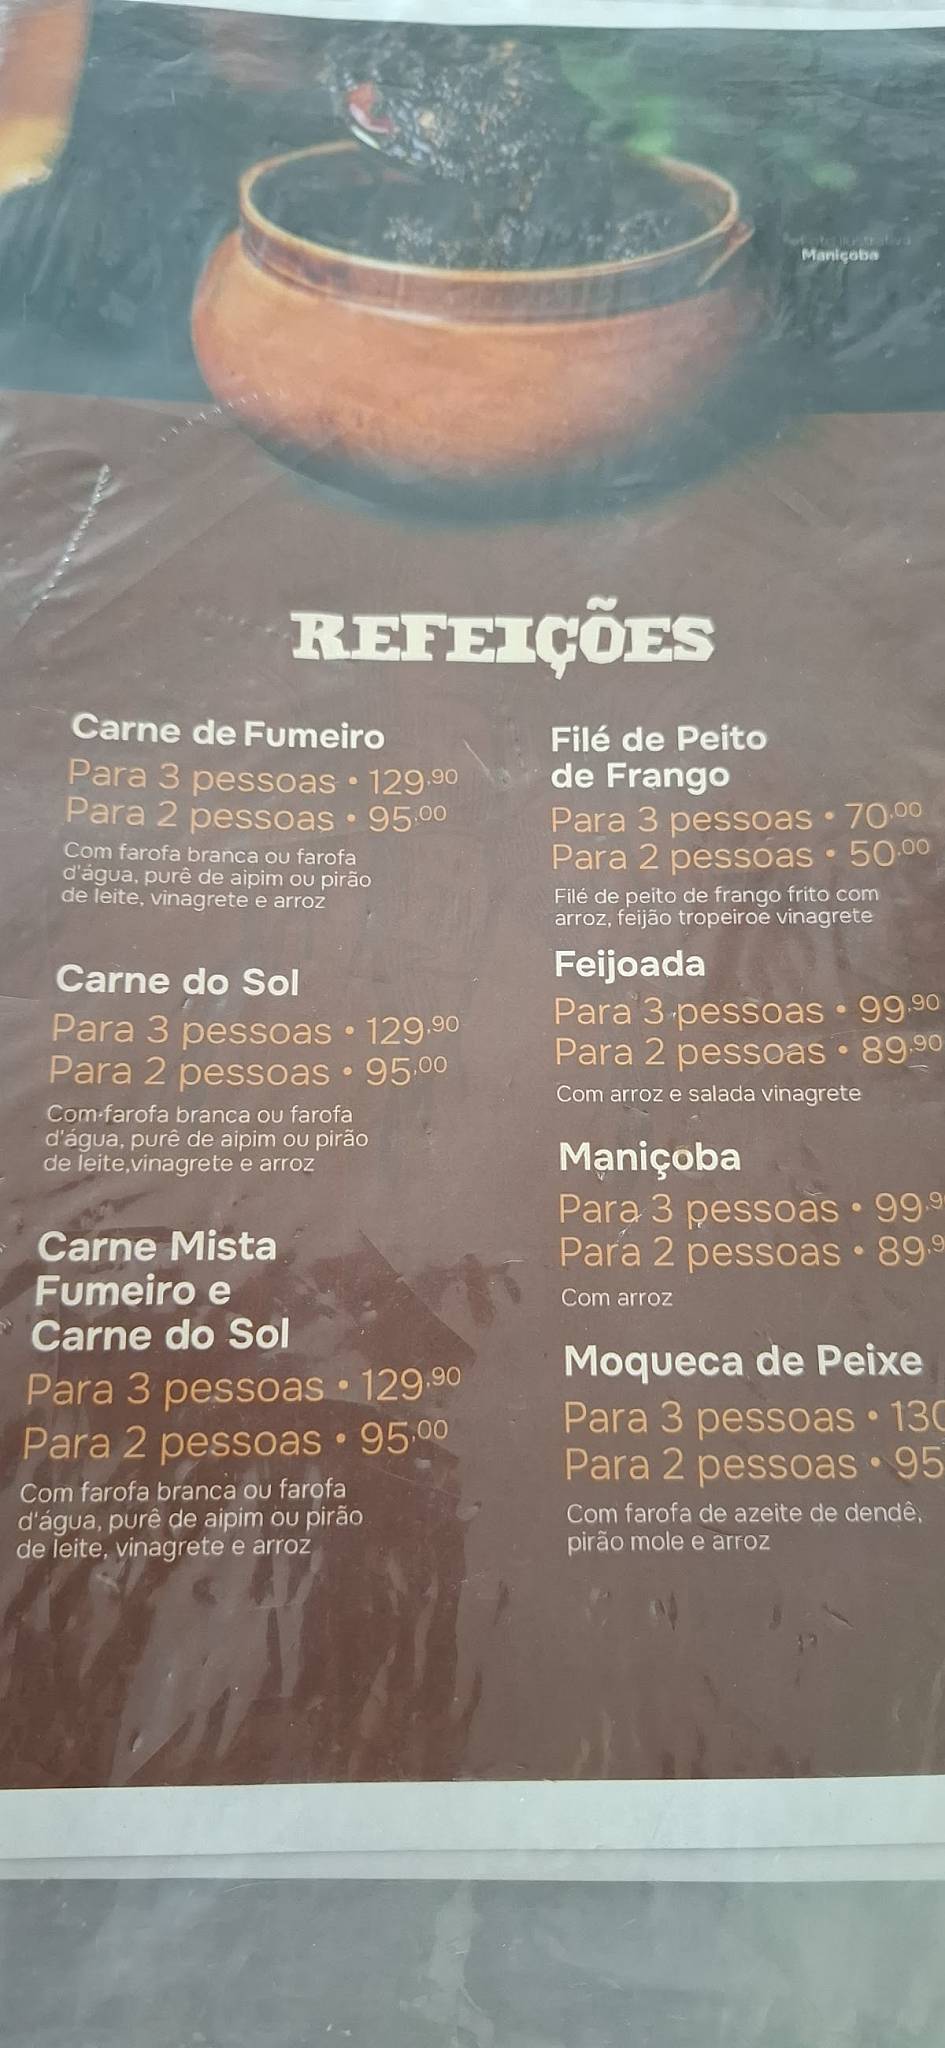 Maniçoba
REFEIÇÕES
Carne de Fumeiro
Para 3 pessoas • 129,90
Para 2 pessoas • 95,00
Com farofa branca ou farofa
d'água, purê de aipim ou pirão
de leite, vinagrete e arroz
Carne do Sol
Para 3 pessoas • 129,90
Para 2 pessoas • 95,00
Com farofa branca ou farofa
d'água, purê de aipim ou pirão
de leite,vinagrete e arroz
Carne Mista
Fumeiro e
Carne do Sol
Para 3 pessoas • 129,90
Para 2 pessoas • 95,00
Com farofa branca ou farofa
d'água, purê de aipim ou pirão
de leite, vinagrete e arroz
Filé de Peito
de Frango
Para 3 pessoas • 70,00
Para 2 pessoas • 50,00
Filé de peito de frango frito com
arroz, feijão tropeiroe vinagrete
Feijoada
Para 3 pessoas • 99,90
Para 2 pessoas • 89,90
Com arroz e salada vinagrete
Maniçoba
Para 3 pessoas • 99,9
Para 2 pessoas • 89,9
Com arroz
Moqueca de Peixe
Para 3 pessoas • 130
Para 2 pessoas • 95
Com farofa de azeite de dendê,
pirão mole e arroz